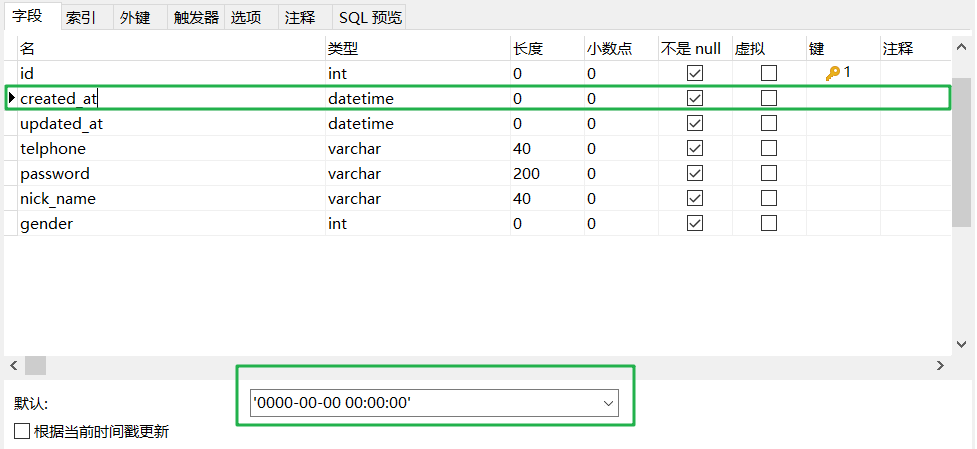 字段 索引 外键 触发器 选项 注释 SQL 预览
名 类型 长度 小数点 不是 null 虚拟 键 注释
id int 0 0 1
created_at datetime 0 0
updated_at datetime 0 0
telphone varchar 40 0
password varchar 200 0
nick_name varchar 40 0
gender int 0 0
默认: '0000-00-00 00:00:00'
根据当前时间戳更新